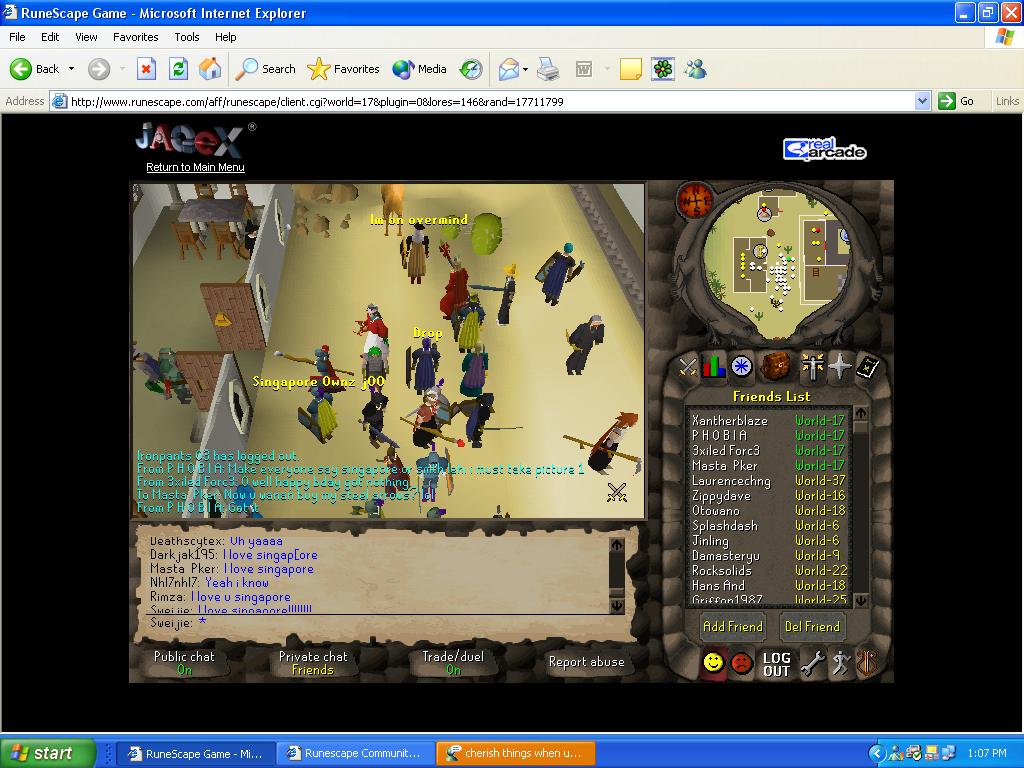 RuneScape Game - Microsoft Internet Explorer
File Edit View Favorites Tools Help
Back Search Favorites Media
Address http://www.runescape.com/aff/runescape/client.cgi?world=17&plugin=0&lores=146&rand=17711799 Go Links
JAGEX ®
Return to Main Menu
real arcade
Im on overmind
Drop
Singapore Ownz j00
Ironpants 03 has logged out.
From P H O B I A: Make everyone say singapore or smth leh: i must take picture 1
From 3xiled Forc3: O well happy bday got nothing
To Masta Pker: Now u wanan buy my steel arrows? lol
From P H O B I A:
Deathscytex: Uh yaaaa
Darkjak195: I love singap[ore
Masta Pker: I love singapore
Nhl7nhl7: Yeah i know
Rimza: I love u singapore
Sweijie: I love singapore!!!!!!!!
Sweijie: *
Public chat
On
Private chat
Friends
Trade/duel
On
Report abuse
N
W E
S
Friends List
Xantherblaze World-17
P H O B I A World-17
3xiled Forc3 World-17
Masta Pker World-17
Laurencechng World-37
Zippydave World-16
Otowano World-18
Splashdash World-6
Jinling World-6
Damasteryu World-9
Rocksolids World-22
Hans And World-18
Griffon1987 World-25
Add Friend Del Friend
LOG OUT
start RuneScape Game - Mi... Runescape Communit... cherish things when u... 1:07 PM